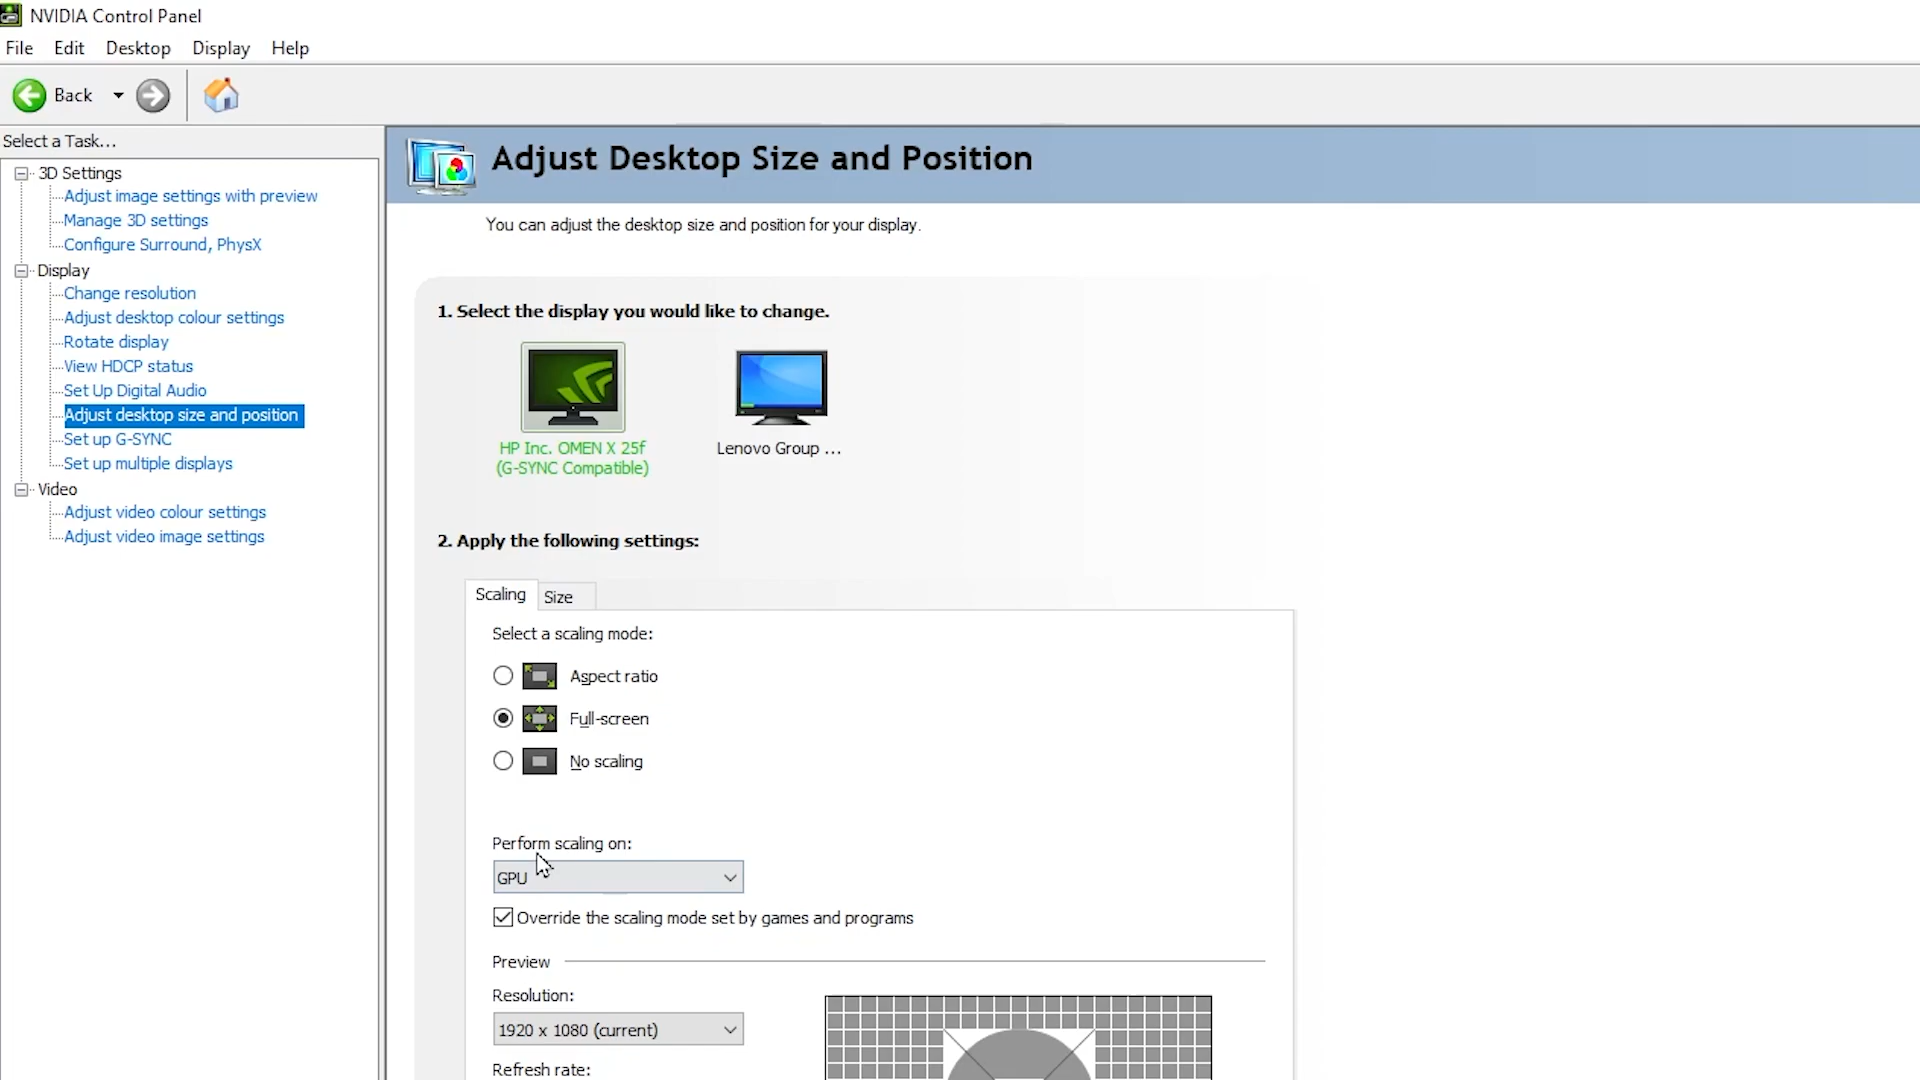 NVIDIA Control Panel
File Edit Desktop Display Help
Back
Select a Task...
3D Settings
Adjust image settings with preview
Manage 3D settings
Configure Surround, PhysX
Display
Change resolution
Adjust desktop colour settings
Rotate display
View HDCP status
Set Up Digital Audio
Adjust desktop size and position
Set up G-SYNC
Set up multiple displays
Video
Adjust video colour settings
Adjust video image settings
Adjust Desktop Size and Position
You can adjust the desktop size and position for your display.
1. Select the display you would like to change.
HP Inc. OMEN X 25f
(G-SYNC Compatible)
Lenovo Group ...
2. Apply the following settings:
Scaling Size
Select a scaling mode:
Aspect ratio
Full-screen
No scaling
Perform scaling on:
GPU
Override the scaling mode set by games and programs
Preview
Resolution:
1920 x 1080 (current)
Refresh rate: